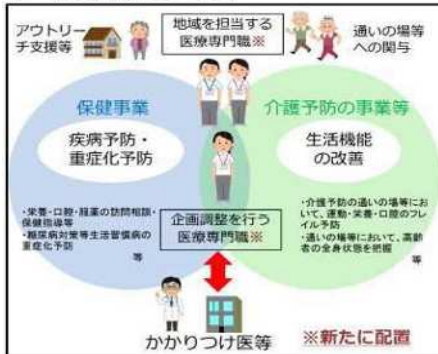 アウトリー
チ支援等
地域を担当する
医療専門職※
通いの場等
への関与
保健事業
介護予防の事業等
疾病予防・
重症化予防
生活機能
の改善
・栄養・口腔・服薬の訪問相談・
保健指導等
・糖尿病対策等生活習慣病の
重症化予防
等
企画調整を行う
医療専門職※
・介護予防の通いの場等にお
いて、運動・栄養・口腔のフレ
イル予防
・通いの場等において、高齢
者の全身状態を把握
等
かかりつけ医等
※新たに配置